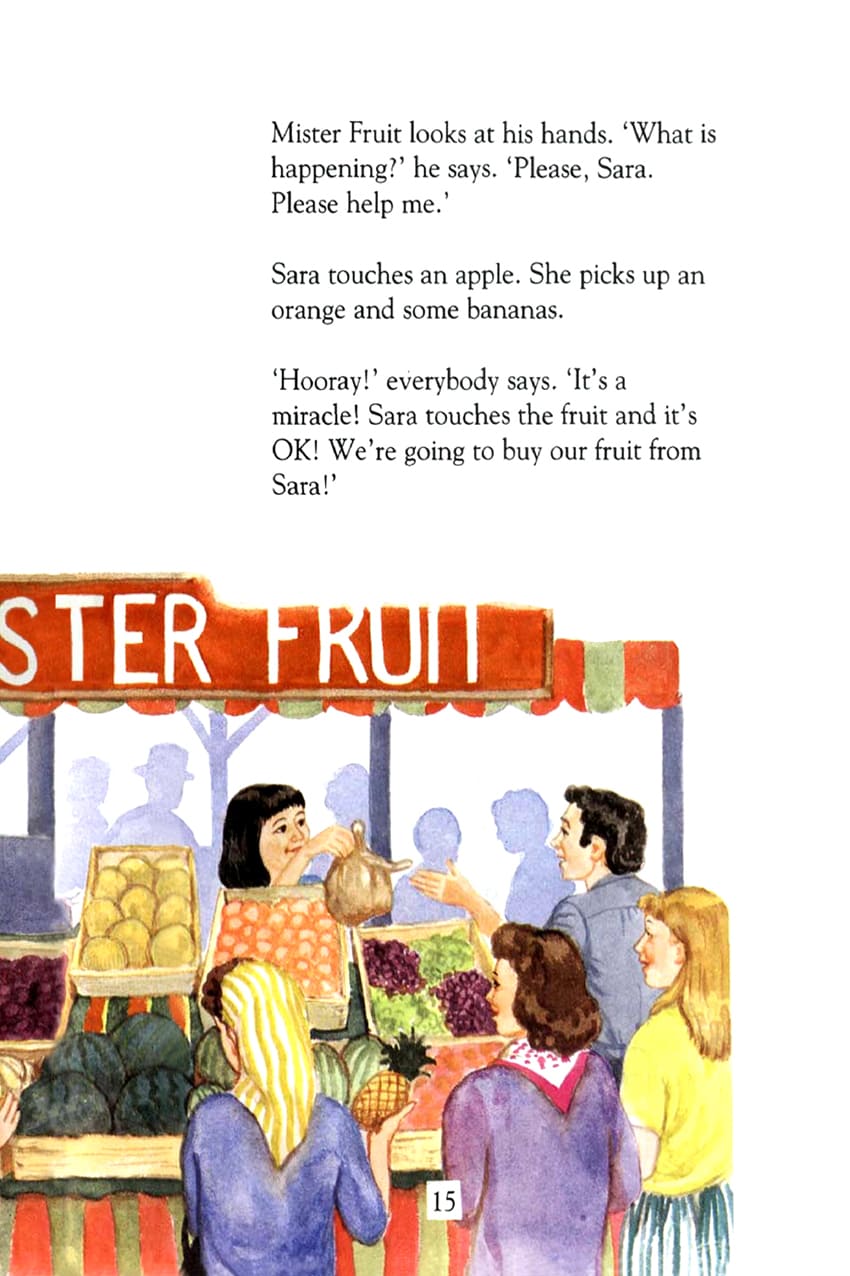 Mister Fruit looks at his hands. ‘What is
happening?’ he says. ‘Please, Sara.
Please help me.’
Sara touches an apple. She picks up an
orange and some bananas.
‘Hooray!’ everybody says. ‘It’s a
miracle! Sara touches the fruit and it’s
OK! We’re going to buy our fruit from
Sara!’
STER FRUIT
15